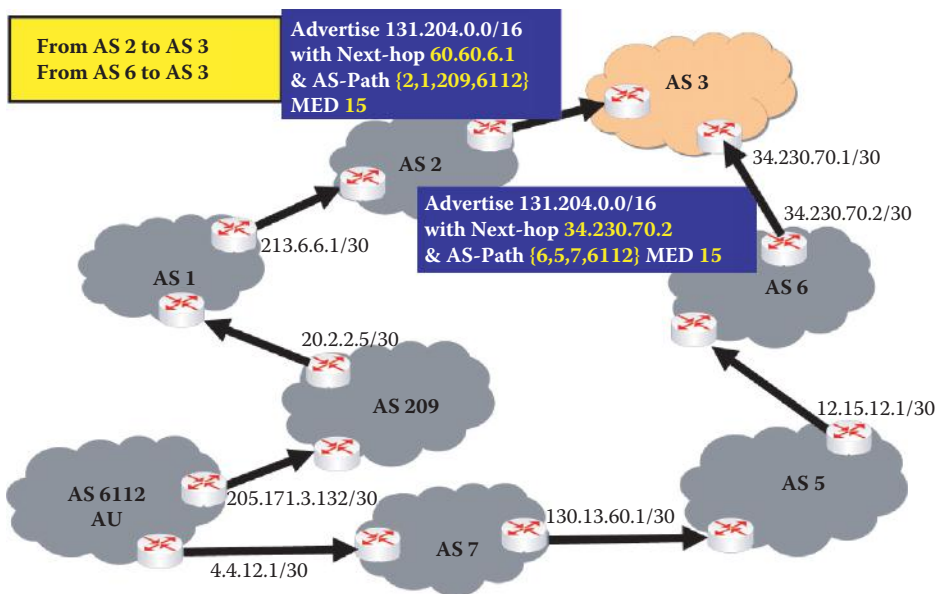 From AS 2 to AS 3
From AS 6 to AS 3
Advertise 131.204.0.0/16
with Next-hop 60.60.6.1
& AS-Path {2,1,209,6112}
MED 15
AS 3
34.230.70.1/30
AS 2
Advertise 131.204.0.0/16
with Next-hop 34.230.70.2
& AS-Path {6,5,7,6112} MED 15
34.230.70.2/30
213.6.6.1/30
AS 1
AS 6
20.2.2.5/30
AS 209
12.15.12.1/30
AS 6112
AU
205.171.3.132/30
AS 5
130.13.60.1/30
AS 7
4.4.12.1/30